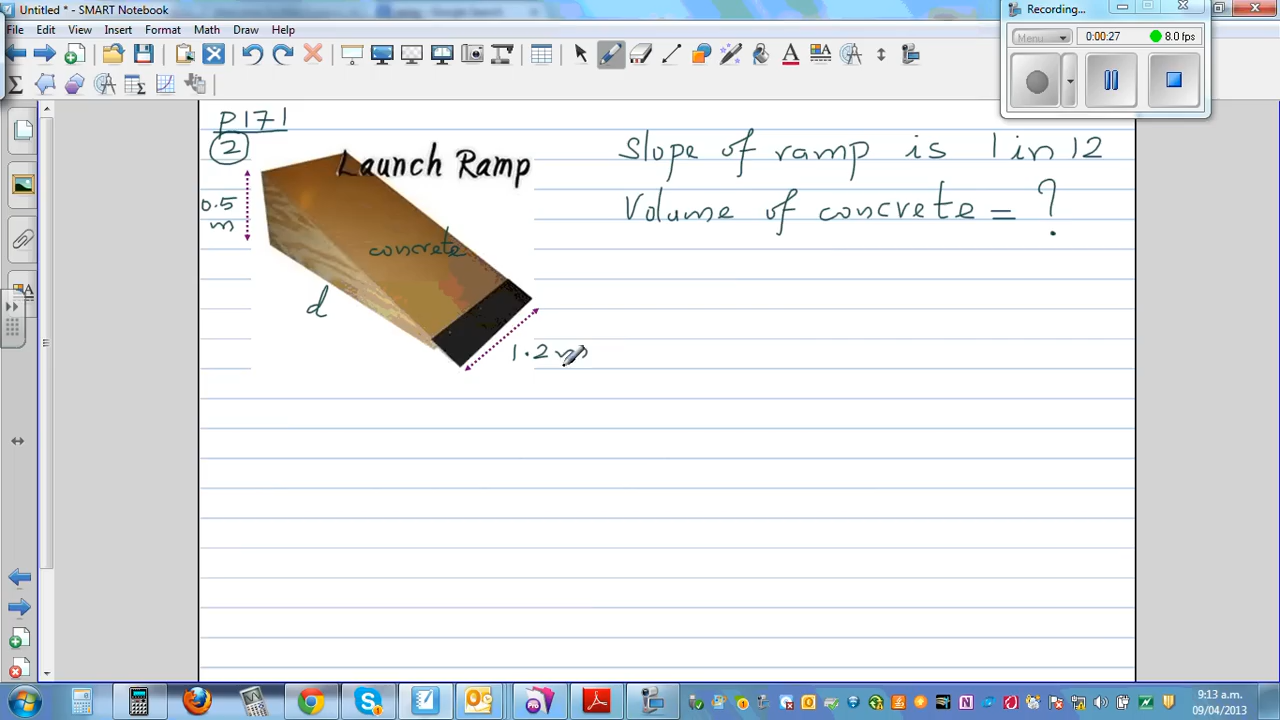 Untitled * - SMART Notebook
Recording...
File Edit View Insert Format Math Draw Help
Menu 0:00:27 8.0 fps
P171
2
Launch Ramp
Slope of ramp is 1 in 12
Volume of concrete = ?
0.5
m
concrete
d
1.2 m
9:13 a.m.
09/04/2013